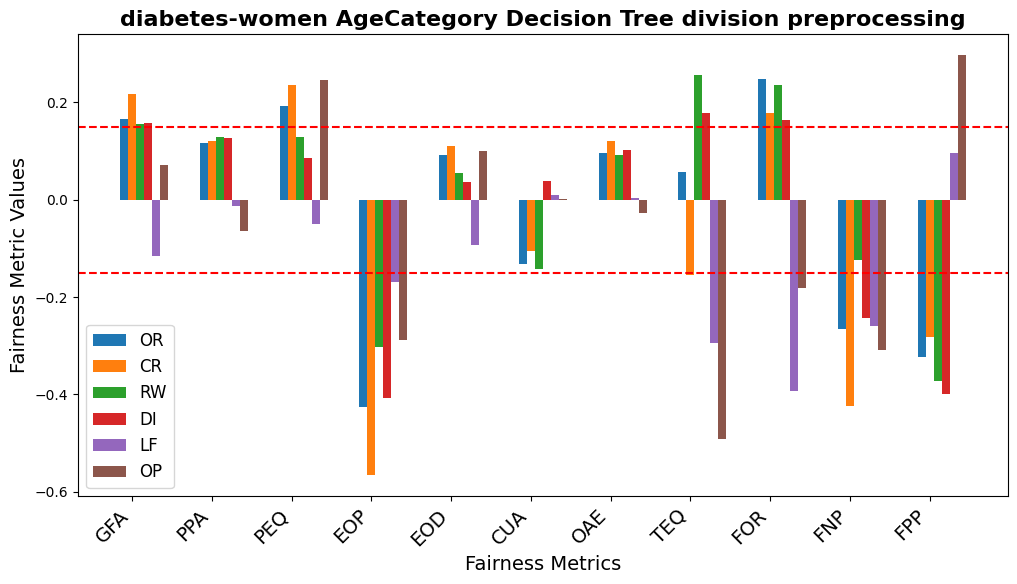 diabetes-women AgeCategory Decision Tree division preprocessing
Fairness Metric Values
0.2
0.0
−0.2
−0.4
−0.6
OR
CR
RW
DI
LF
OP
GFA
PPA
PEQ
EOP
EOD
CUA
OAE
TEQ
FOR
FNP
FPP
Fairness Metrics